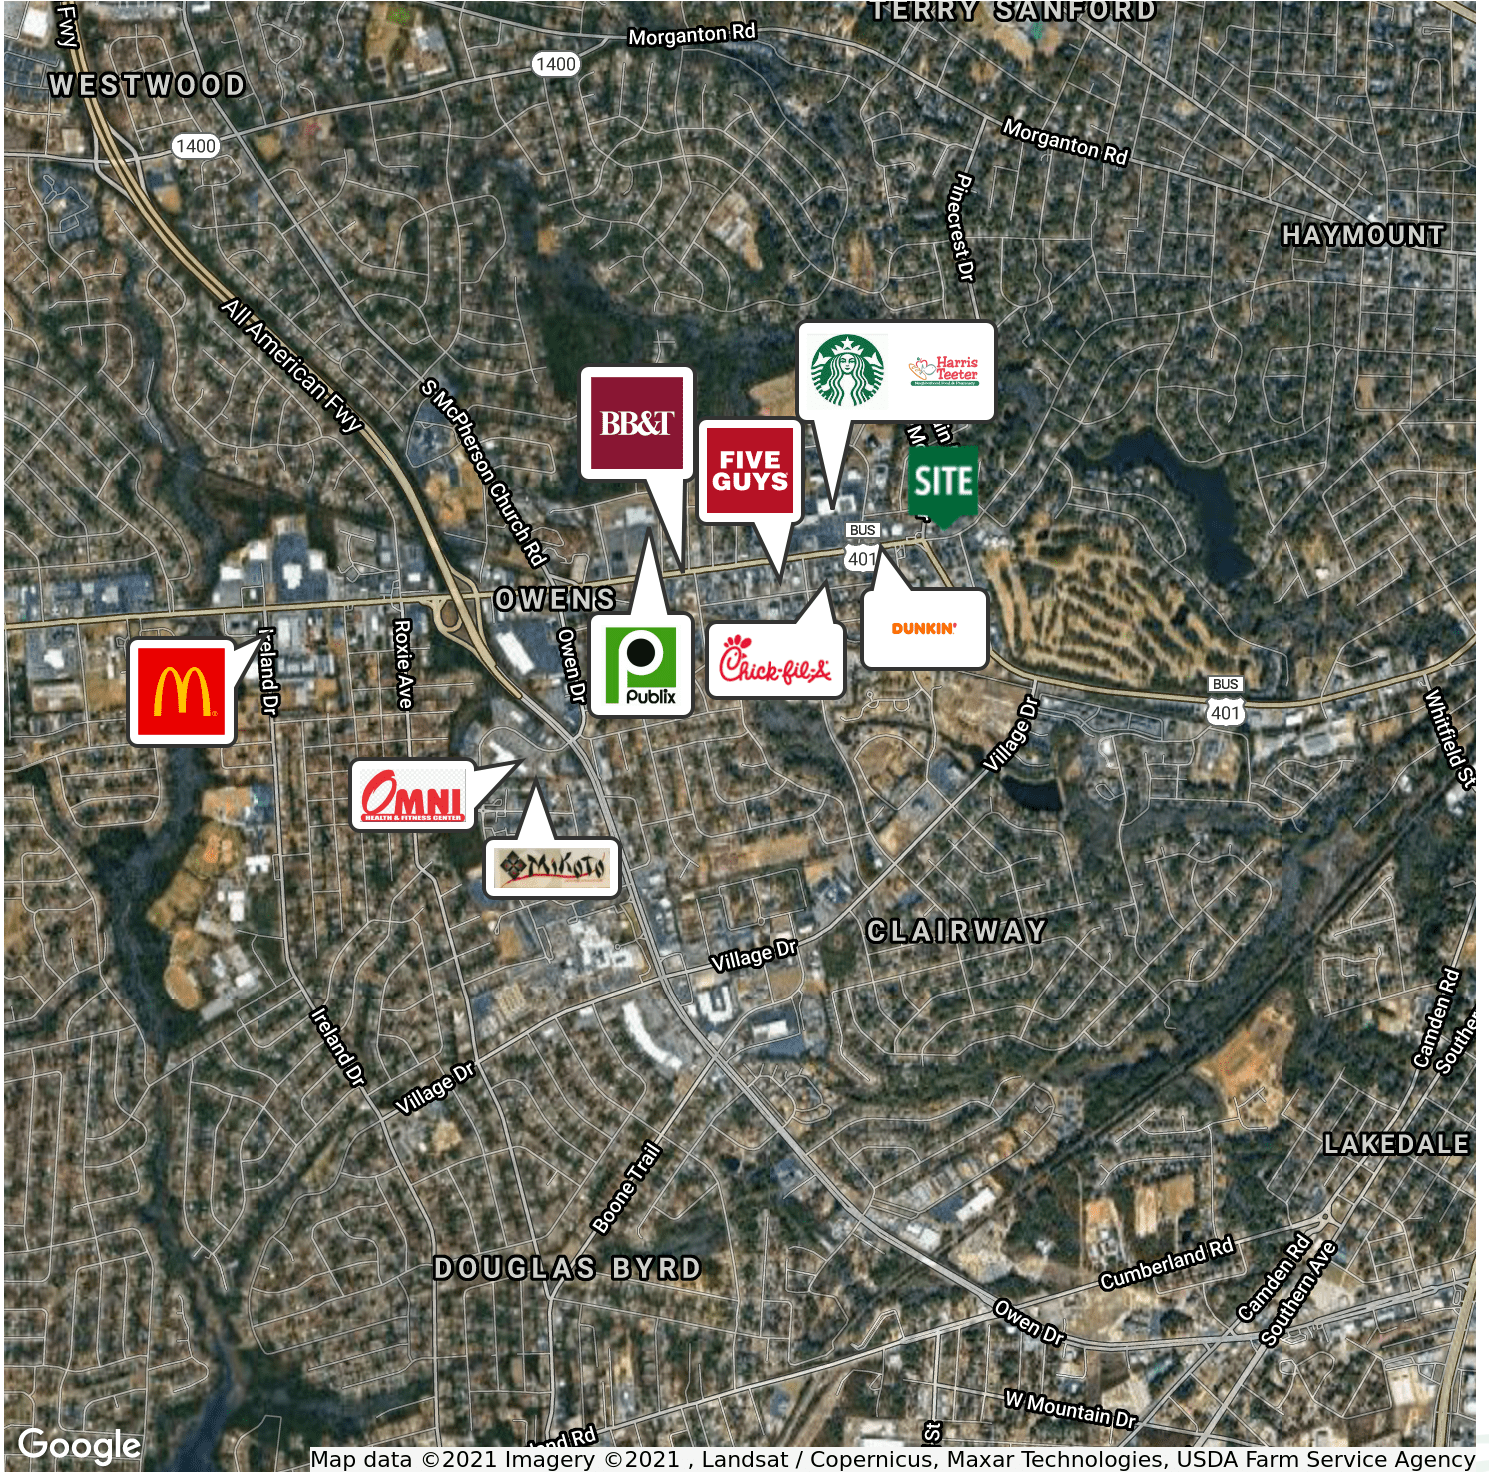 TERRY SANFORD
Fwy
Morganton Rd
1400
WESTWOOD
1400
Morganton Rd
Pinecrest Dr
HAYMOUNT
All American Fwy
Harris
Teeter
S McPherson Church Rd
BB&T
FIVE
GUYS
SITE
BUS
401
OWENS
DUNKIN'
Ireland Dr
Roxie Ave
Owen Dr
Publix
Chick-fil-A
BUS
401
Village Dr
Whitfield St
OMNI
HEALTH & FITNESS CENTER
MIKOTO
CLAIRWAY
Village Dr
Camden Rd
Ireland Dr
Village Dr
LAKEDALE
Boone Trail
DOUGLAS BYRD
Cumberland Rd
Camden Rd
Southern Ave
Owen Dr
W Mountain Dr
St
Rd
Google
Map data ©2021 Imagery ©2021 , Landsat / Copernicus, Maxar Technologies, USDA Farm Service Agency